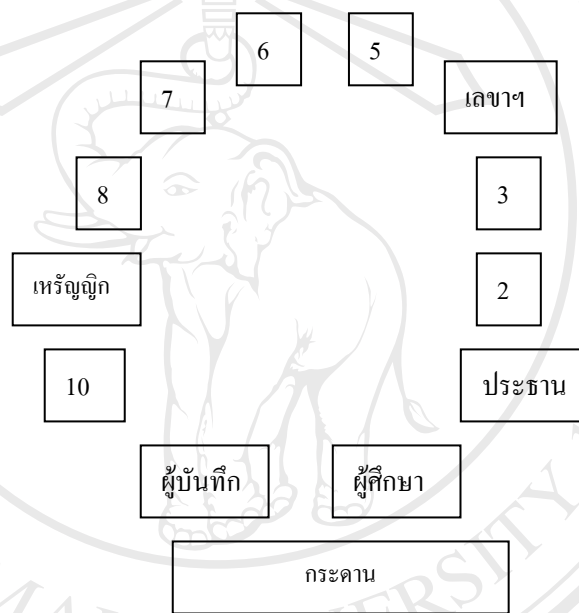 6 5
7 เลขาฯ
8 3
เหรัญญิก 2
10 ประธาน
ผู้บันทึก ผู้ศึกษา
กระดาน